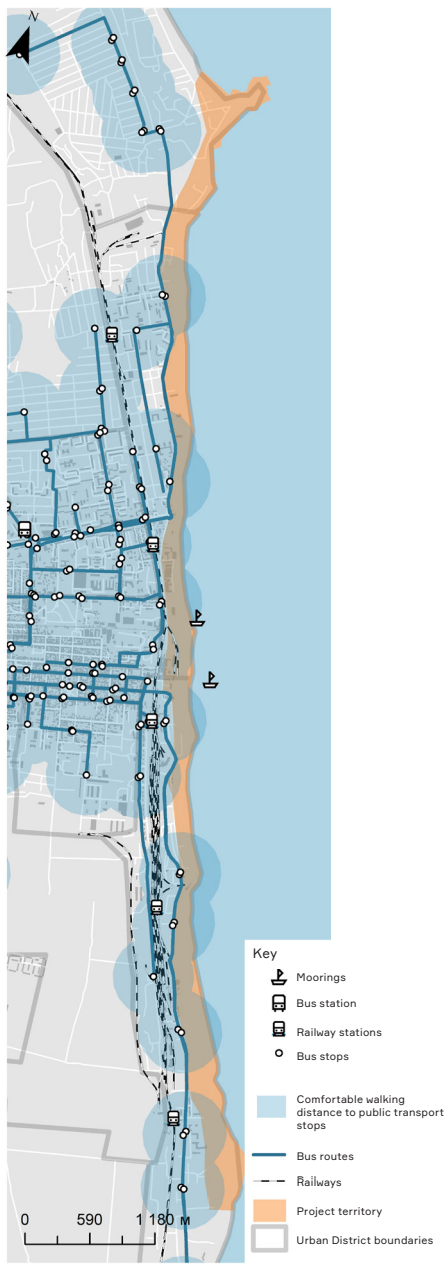 N
Key
Moorings
Bus station
Railway stations
Bus stops
Comfortable walking
distance to public transport
stops
Bus routes
Railways
Project territory
Urban District boundaries
0 590 1 180 м